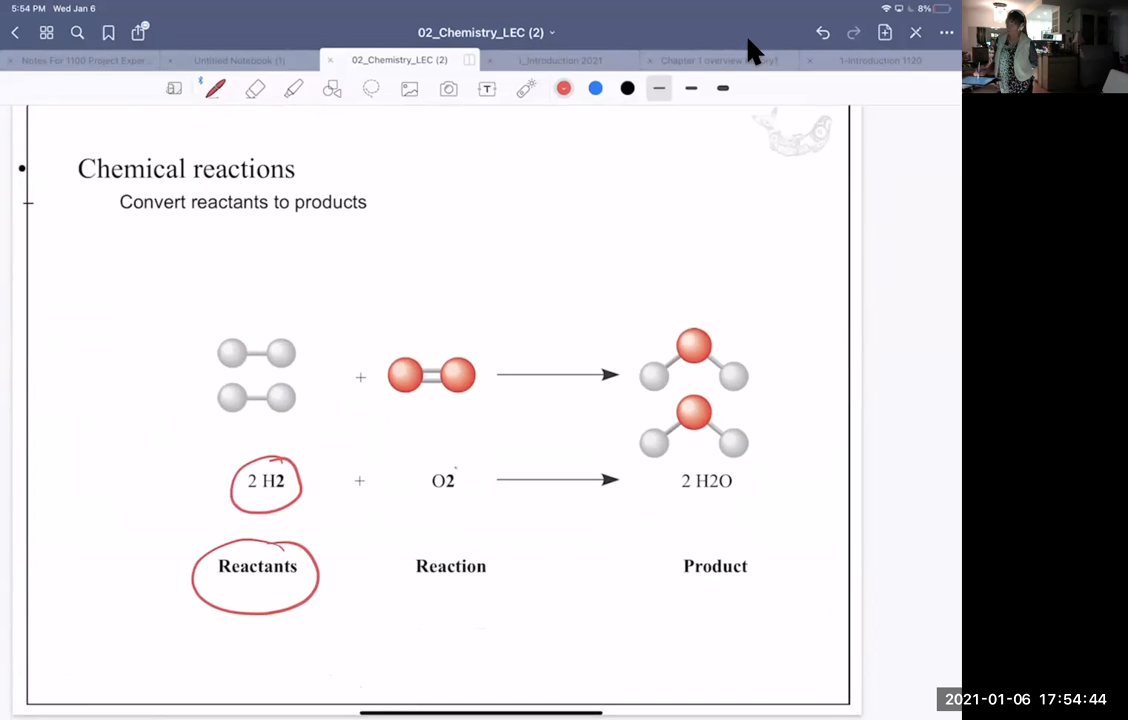 5:54 PM Wed Jan 6
8%
02_Chemistry_LEC (2)
Notes For 1100 Project Exper...
Untitled Notebook (1)
02_Chemistry_LEC (2)
Chapter 1 overview
1-Introduction 1120
T
Chemical reactions
Convert reactants to products
+
2 H2 + O2 2 H2O
Reactants Reaction Product
2021-01-06 17:54:44